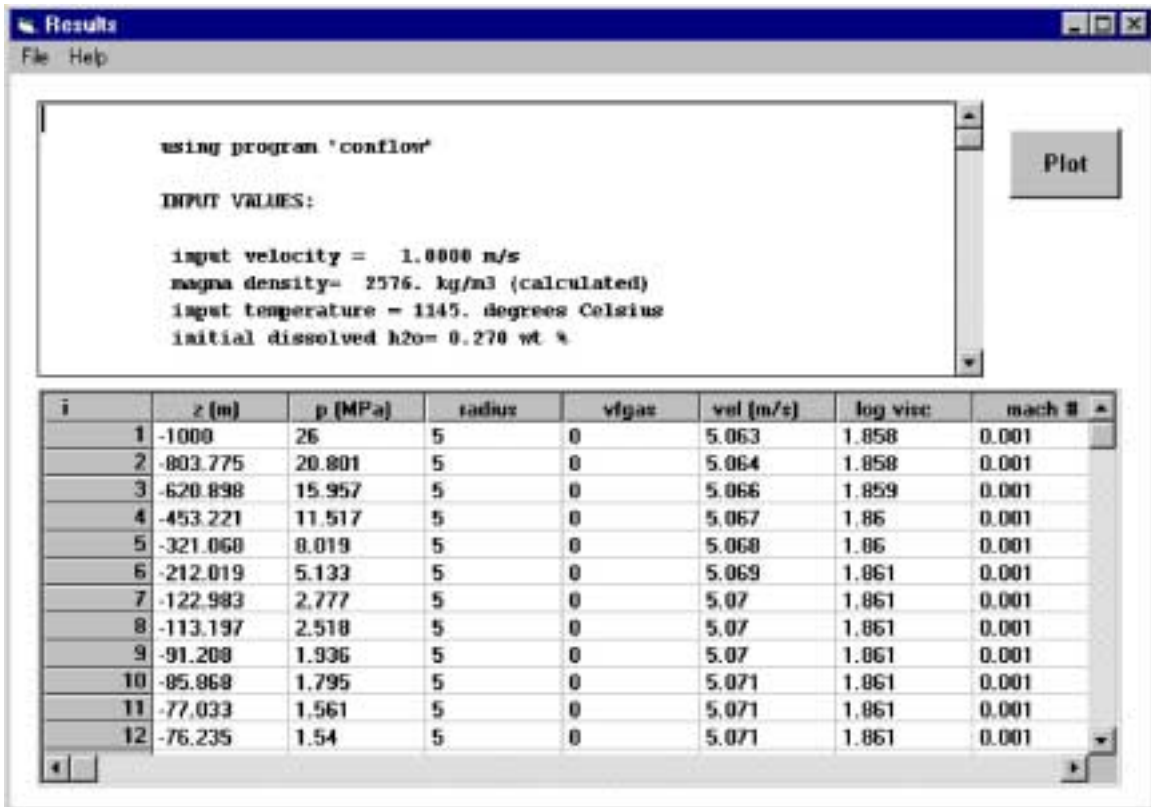 Results
File Help
using program 'conflow'
INPUT VALUES:
input velocity = 1.0000 m/s
magma density= 2576. kg/m3 (calculated)
input temperature = 1145. degrees Celsius
initial dissolved h2o= 0.270 wt %
Plot
i z (m) p (MPa) radius vfgas vel (m/s) log visc mach #
1 -1000 26 5 0 5.063 1.858 0.001
2 -803.775 20.801 5 0 5.064 1.858 0.001
3 -620.898 15.957 5 0 5.066 1.859 0.001
4 -453.221 11.517 5 0 5.067 1.86 0.001
5 -321.068 8.019 5 0 5.068 1.86 0.001
6 -212.019 5.133 5 0 5.069 1.861 0.001
7 -122.983 2.777 5 0 5.07 1.861 0.001
8 -113.197 2.518 5 0 5.07 1.861 0.001
9 -91.208 1.936 5 0 5.07 1.861 0.001
10 -85.868 1.795 5 0 5.071 1.861 0.001
11 -77.033 1.561 5 0 5.071 1.861 0.001
12 -76.235 1.54 5 0 5.071 1.861 0.001